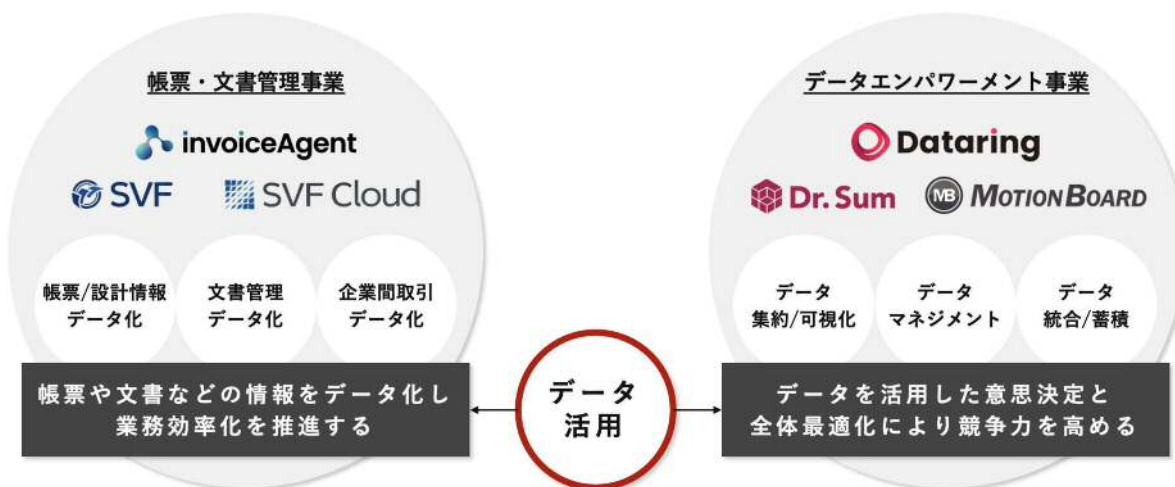 帳票・文書管理事業
invoiceAgent
SVF
SVF Cloud
帳票/設計情報
データ化
文書管理
データ化
企業間取引
データ化
帳票や文書などの情報をデータ化し
業務効率化を推進する
データ
活用
データエンパワーメント事業
Dataring
Dr.Sum
MB
MOTIONBOARD
データ
集約/可視化
データ
マネジメント
データ
統合/蓄積
データを活用した意思決定と
全体最適化により競争力を高める